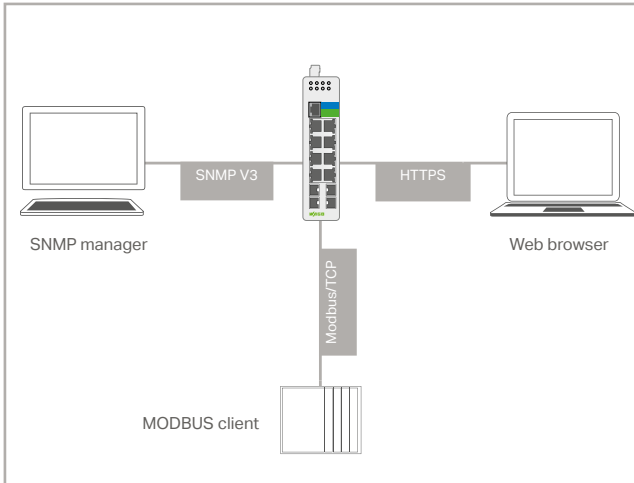 SNMP V3
HTTPS
SNMP manager
Web browser
Modbus/TCP
MODBUS client